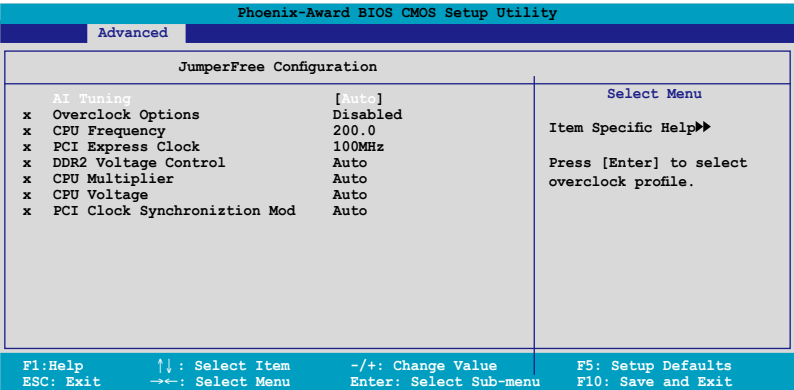 Phoenix-Award BIOS CMOS Setup Utility
Advanced
JumperFree Configuration
Select Menu
AI Tuning [Auto]
x Overclock Options Disabled
x CPU Frequency 200.0
x PCI Express Clock 100MHz
x DDR2 Voltage Control Auto
x CPU Multiplier Auto
x CPU Voltage Auto
x PCI Clock Synchroniztion Mod Auto
Item Specific Help▶▶
Press [Enter] to select
overclock profile.
F1:Help ↑↓: Select Item -/+: Change Value F5: Setup Defaults
ESC: Exit →←: Select Menu Enter: Select Sub-menu F10: Save and Exit